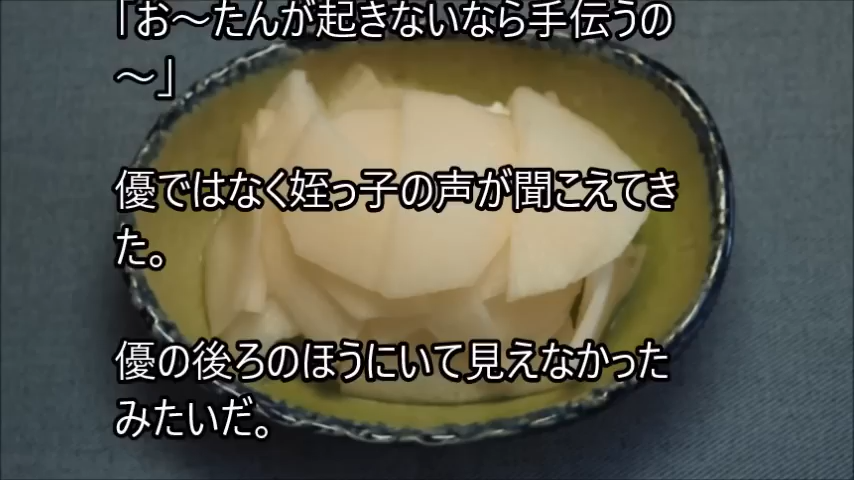 「お～たんが起きないなら手伝うの
～」
優ではなく姪っ子の声が聞こえてき
た。
優の後ろのほうにいて見えなかった
みたいだ。